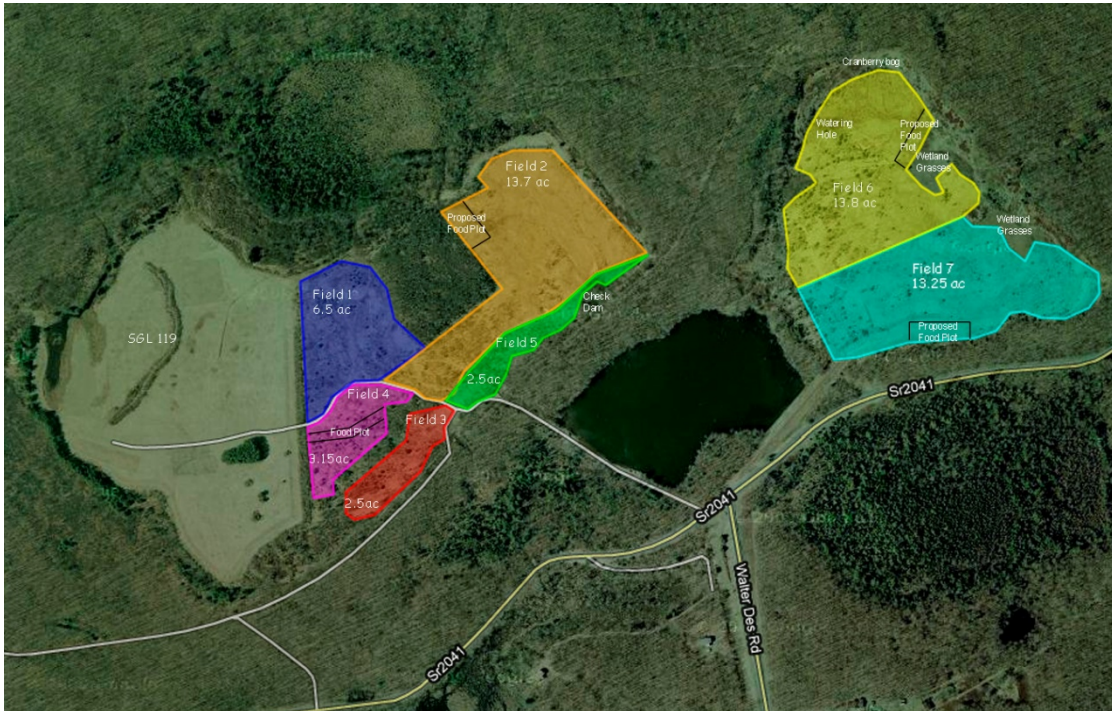 Cranberry bog
Watering
Hole
Proposed
Food
Plot
Wetland
Grasses
Field 6
13.8 ac
Wetland
Grasses
Field 7
13.25 ac
Proposed
Food Plot
Field 2
13.7 ac
Proposed
Food Plot
Field 1
6.5 ac
SGL 119
Check
Dam
Field 5
2.5ac
Field 4
Food Plot
3.15ac
Field 3
2.5ac
Sr2041
Sr2041
Sr2041
Walter Des Rd